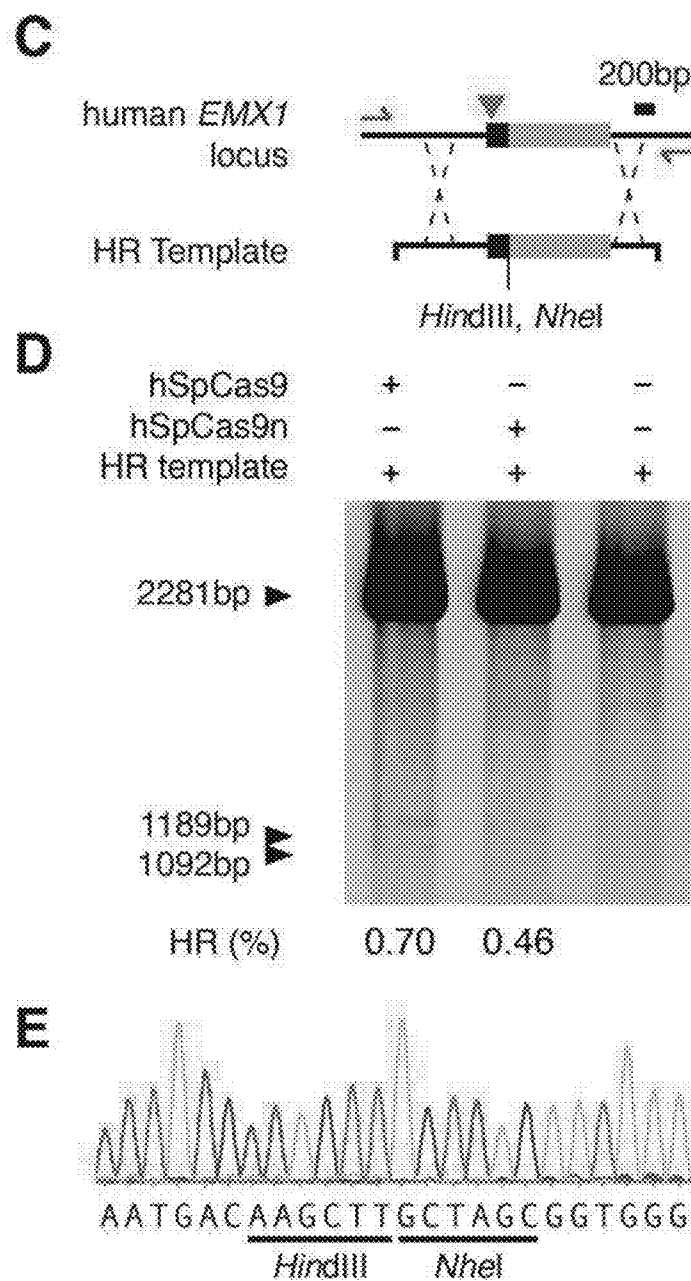 C
200bp
human EMX1
locus
HR Template
HindIII, NheI
D
hSpCas9 + – –
hSpCas9n – + –
HR template + + +
2281bp
1189bp
1092bp
HR (%) 0.70 0.46
E
AATGACAAGCTTGCTAGCGGTGGG
HindIII NheI